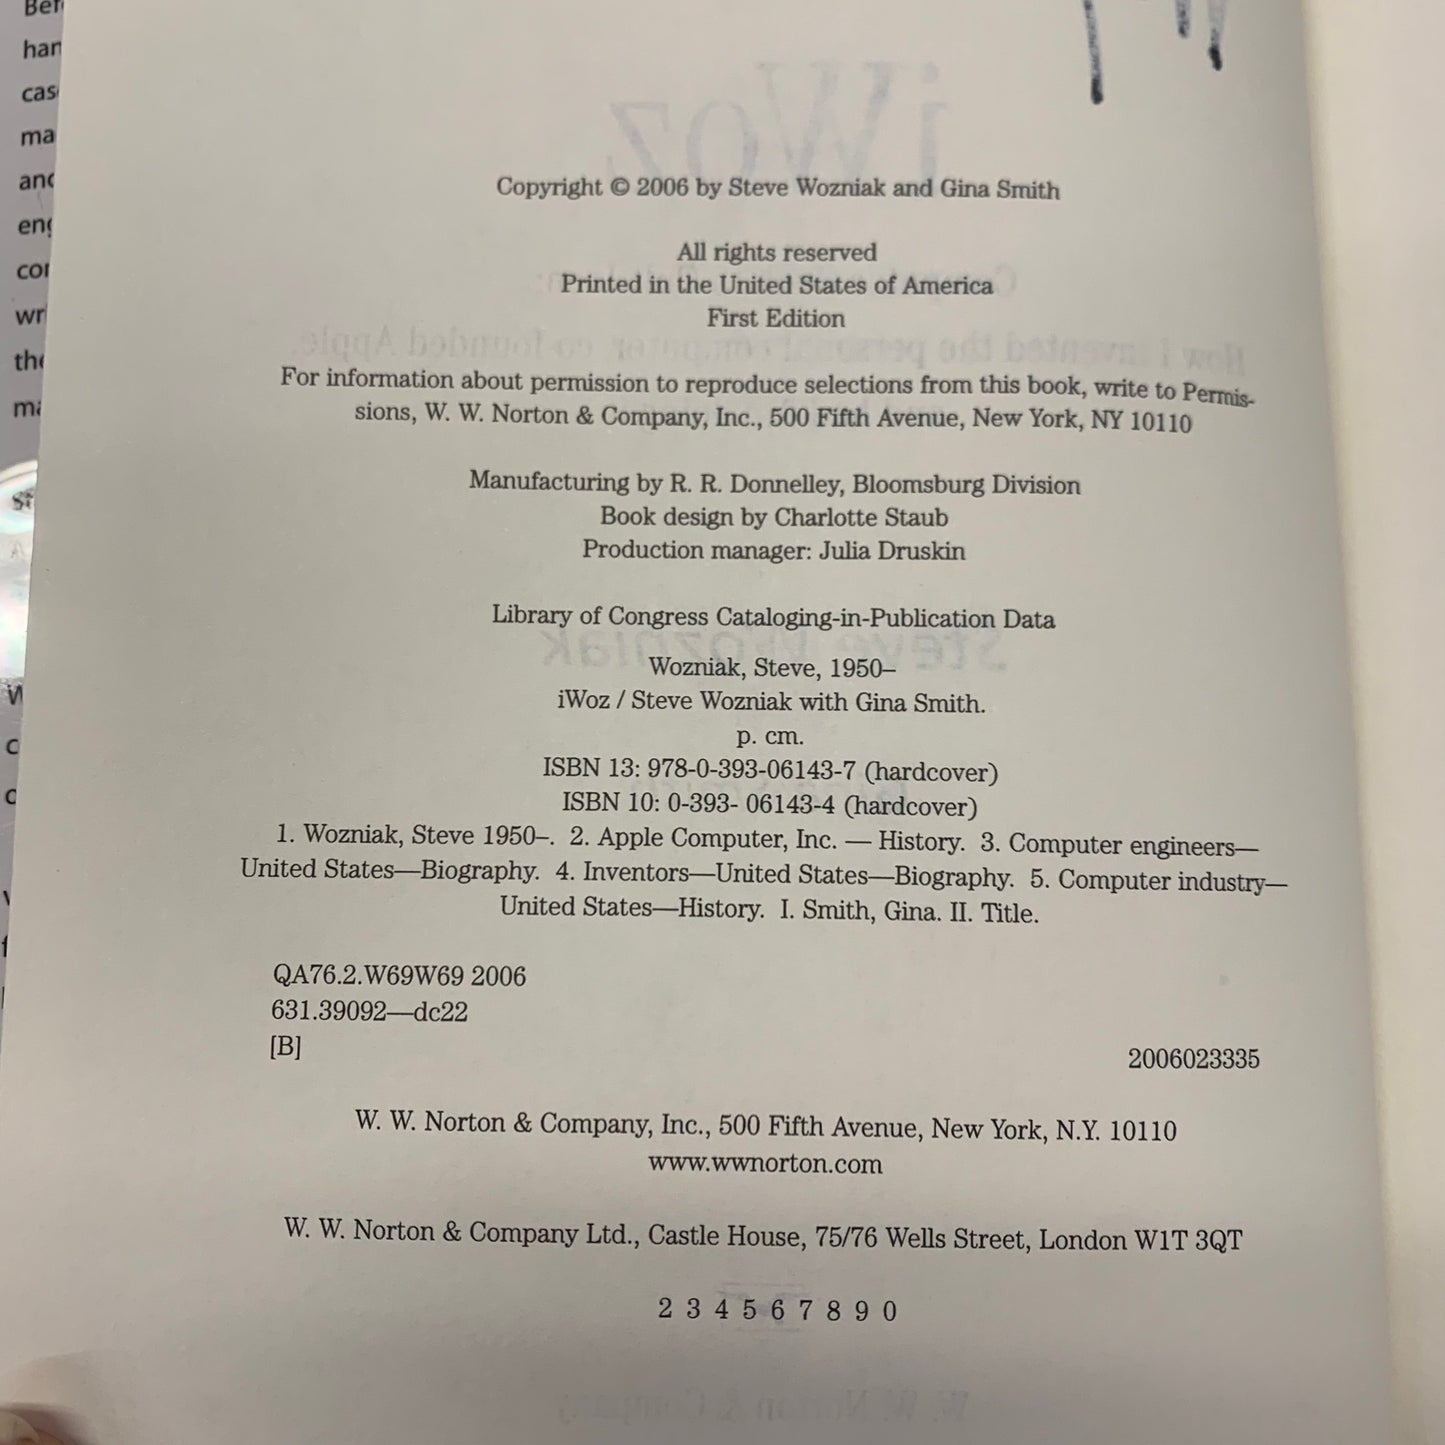 Copyright © 2006 by Steve Wozniak and Gina Smith
All rights reserved
Printed in the United States of America
First Edition
For information about permission to reproduce selections from this book, write to Permis-
sions, W. W. Norton & Company, Inc., 500 Fifth Avenue, New York, NY 10110
Manufacturing by R. R. Donnelley, Bloomsburg Division
Book design by Charlotte Staub
Production manager: Julia Druskin
Library of Congress Cataloging-in-Publication Data
Wozniak, Steve, 1950–
iWoz / Steve Wozniak with Gina Smith.
p. cm.
ISBN 13: 978-0-393-06143-7 (hardcover)
ISBN 10: 0-393- 06143-4 (hardcover)
1. Wozniak, Steve 1950–. 2. Apple Computer, Inc. — History. 3. Computer engineers—
United States—Biography. 4. Inventors—United States—Biography. 5. Computer industry—
United States—History. I. Smith, Gina. II. Title.
QA76.2.W69W69 2006
631.39092—dc22
[B]
2006023335
W. W. Norton & Company, Inc., 500 Fifth Avenue, New York, N.Y. 10110
www.wwnorton.com
W. W. Norton & Company Ltd., Castle House, 75/76 Wells Street, London W1T 3QT
2 3 4 5 6 7 8 9 0